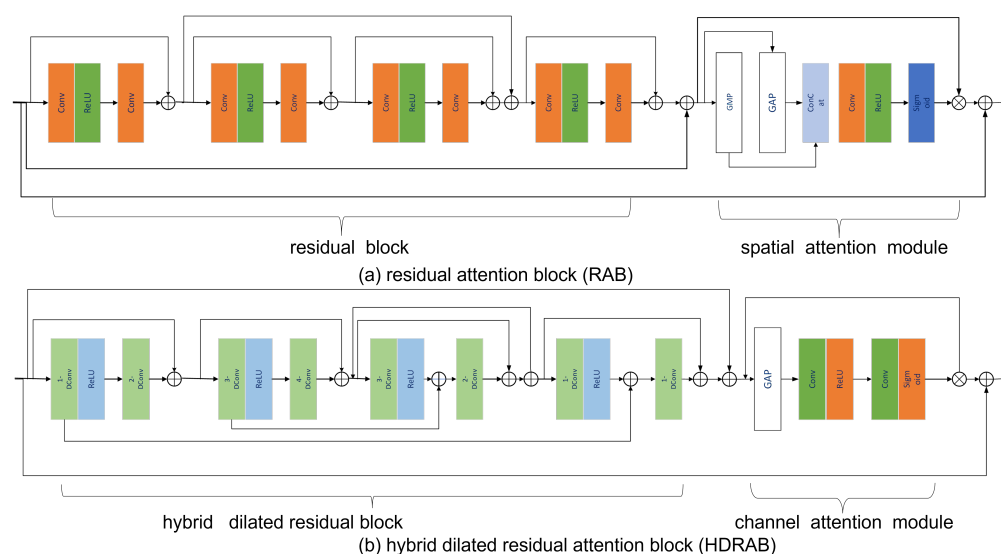 Conv
ReLU
Conv
Conv
ReLU
Conv
Conv
ReLU
Conv
Conv
ReLU
Conv
GMP
GAP
ConC
at
Conv
ReLU
Sigm
oid
residual block
spatial attention module
(a) residual attention block (RAB)
1-
DConv
ReLU
2-
DConv
3-
DConv
ReLU
4-
DConv
3-
DConv
ReLU
2-
DConv
1-
DConv
ReLU
1-
DConv
GAP
Conv
ReLU
Conv
Sigm
oid
hybrid dilated residual block
channel attention module
(b) hybrid dilated residual attention block (HDRAB)